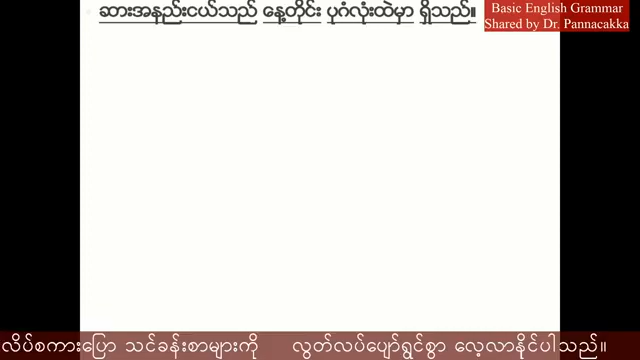 ဆားအနည်းငယ်သည် နေ့တိုင်း ပုဂံလုံးထဲမှာ ရှိသည်။
Basic English Grammar
Shared by Dr. Pannacakka
လိပ်စကားပြော သင်ခန်းစာများကို လွတ်လပ်ပျော်ရွင်စွာ လေ့လာနိုင်ပါသည်။